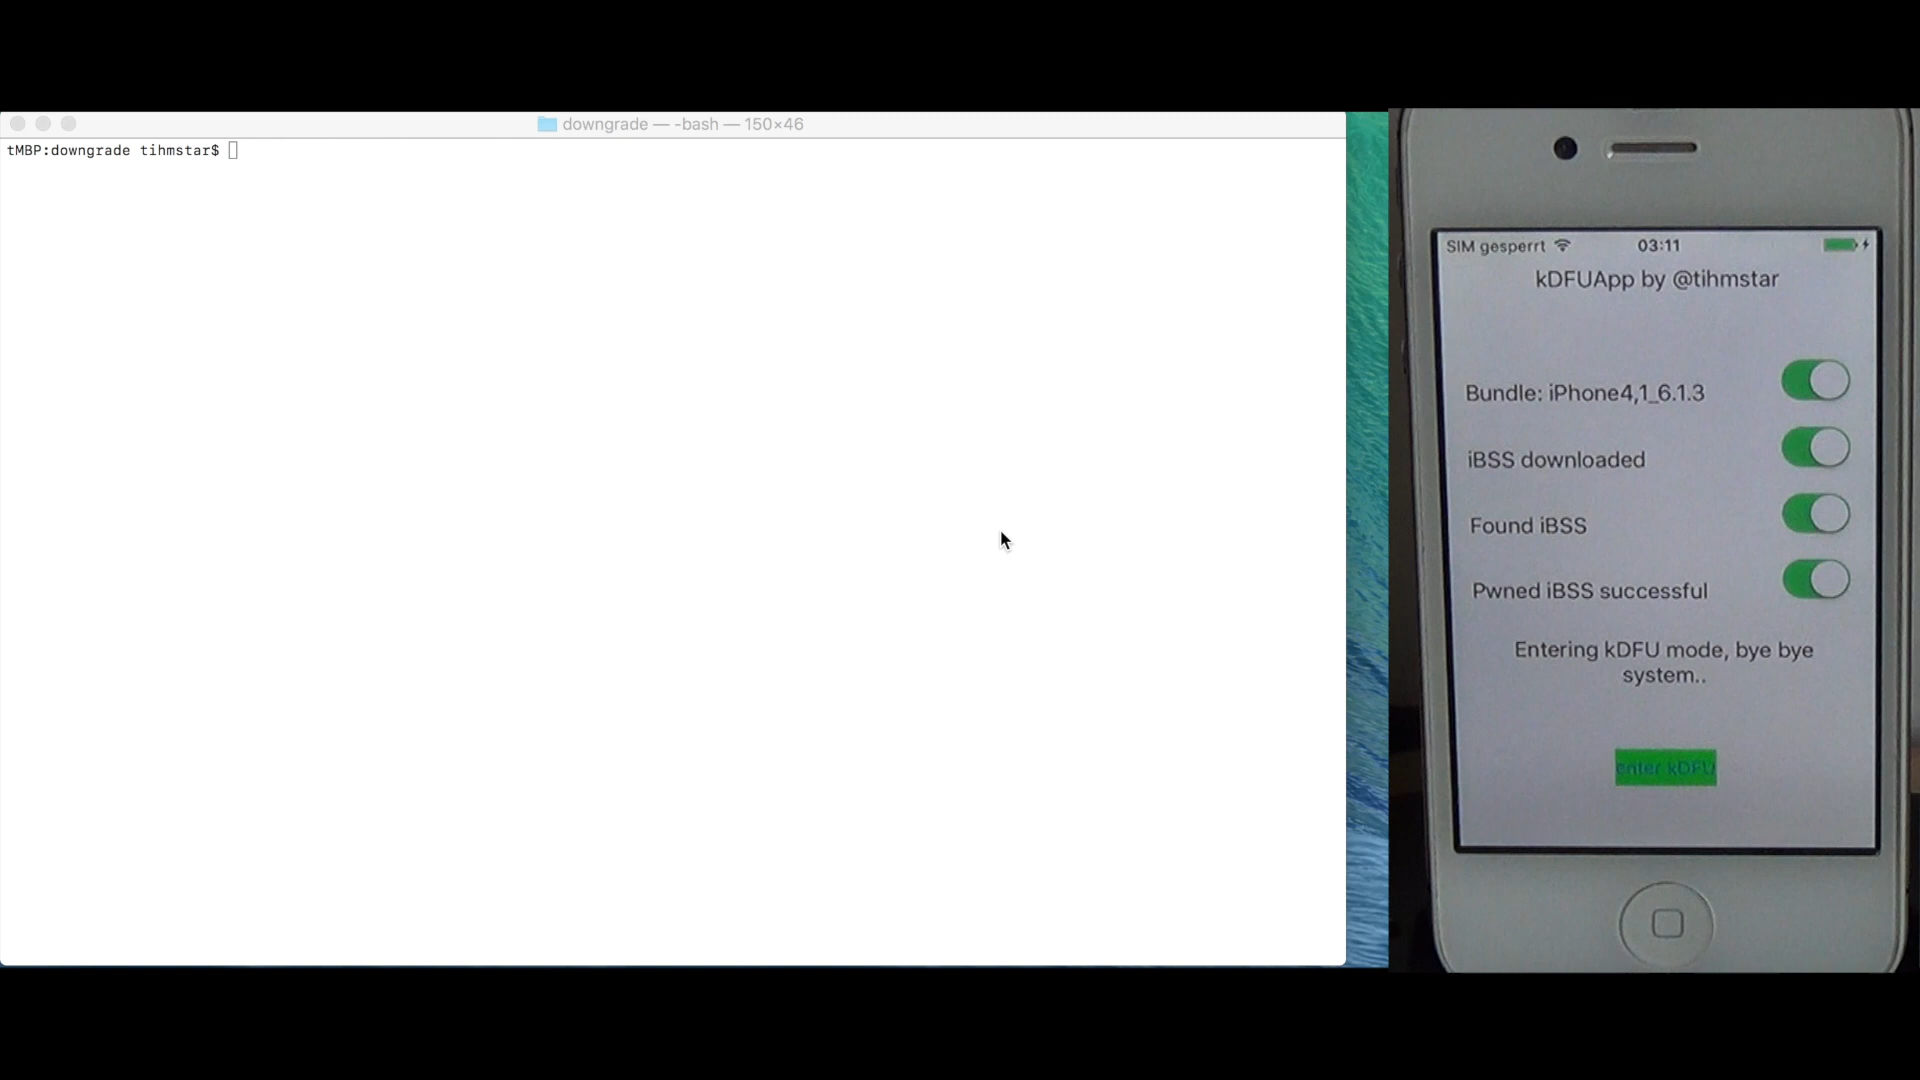 downgrade — -bash — 150×46
tMBP:downgrade tihmstar$
SIM gesperrt 03:11
kDFUApp by @tihmstar
Bundle: iPhone4,1_6.1.3
iBSS downloaded
Found iBSS
Pwned iBSS successful
Entering kDFU mode, bye bye
system..
enter kDFU